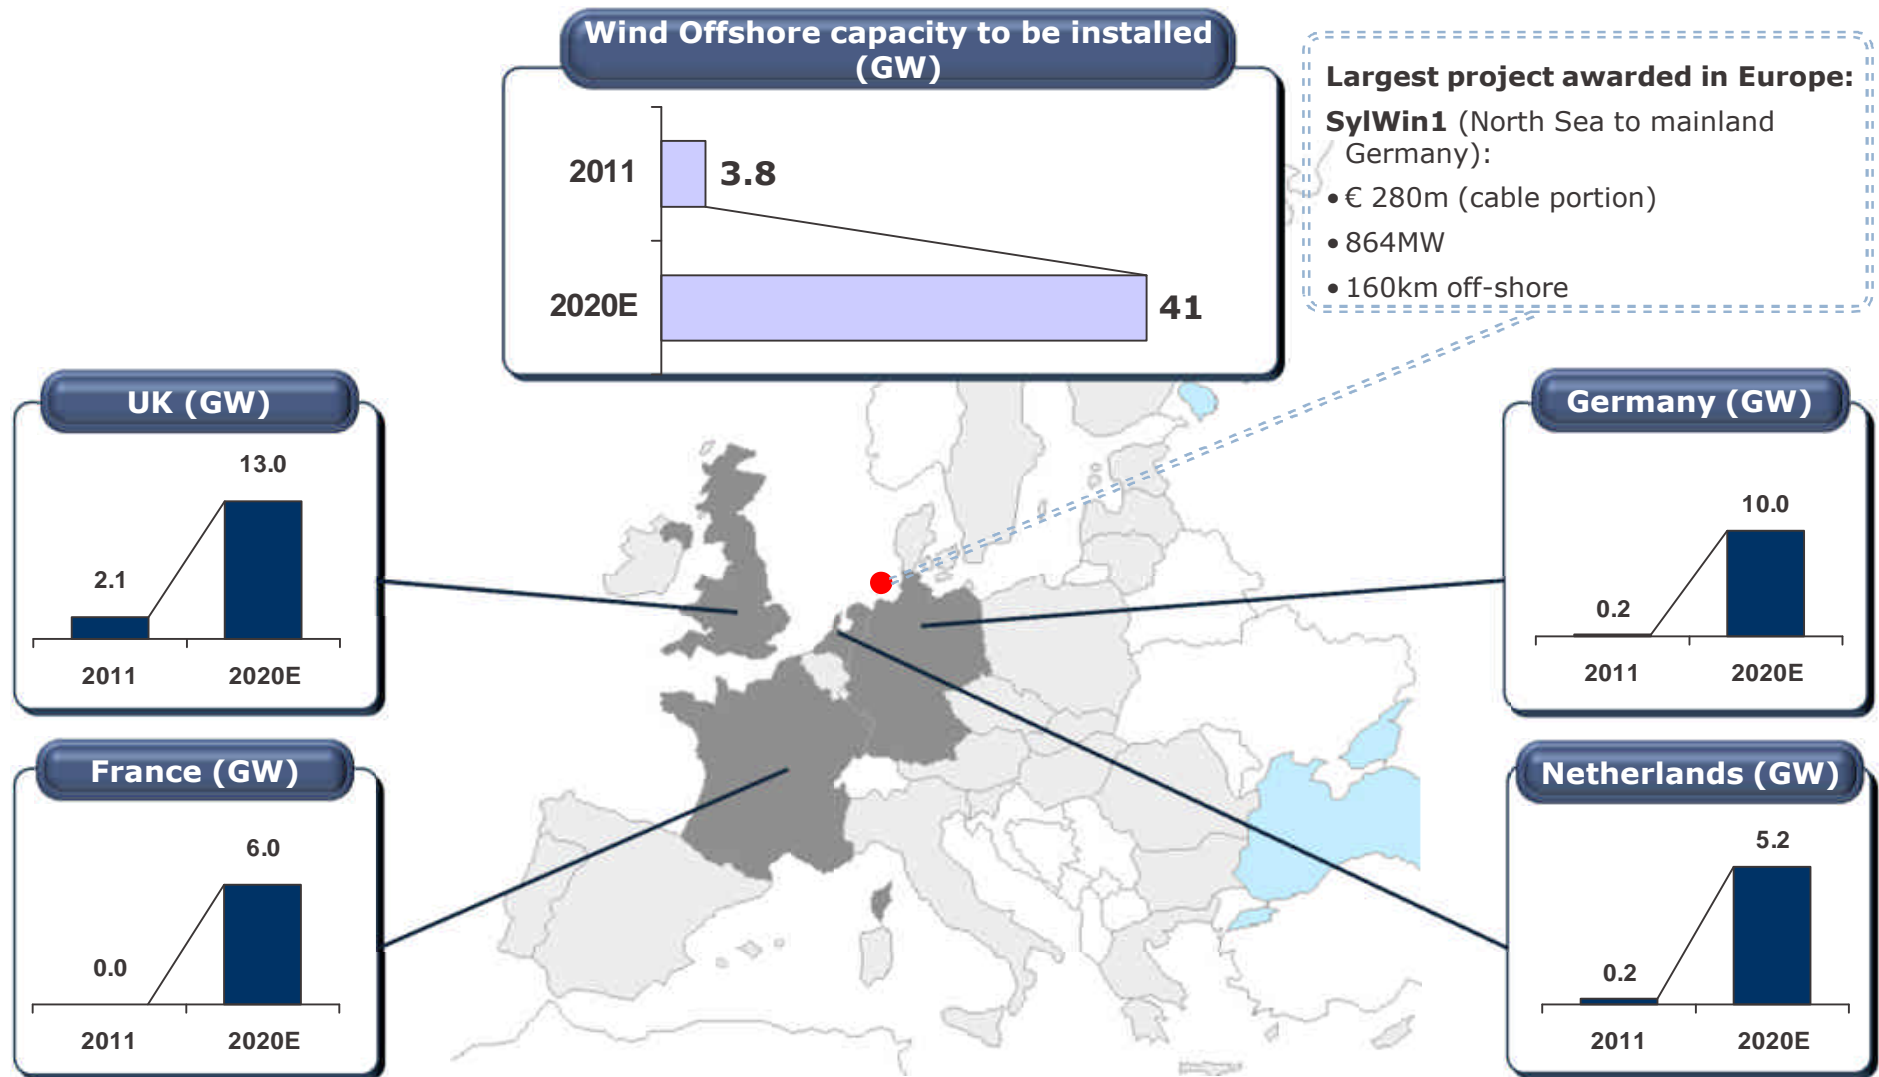 Wind Offshore capacity to be installed
(GW)
2011
3.8
2020E
41
Largest project awarded in Europe:
SylWin1 (North Sea to mainland
Germany):
• € 280m (cable portion)
• 864MW
• 160km off-shore
UK (GW)
13.0
2.1
2011
2020E
Germany (GW)
10.0
0.2
2011
2020E
France (GW)
6.0
0.0
2011
2020E
Netherlands (GW)
5.2
0.2
2011
2020E